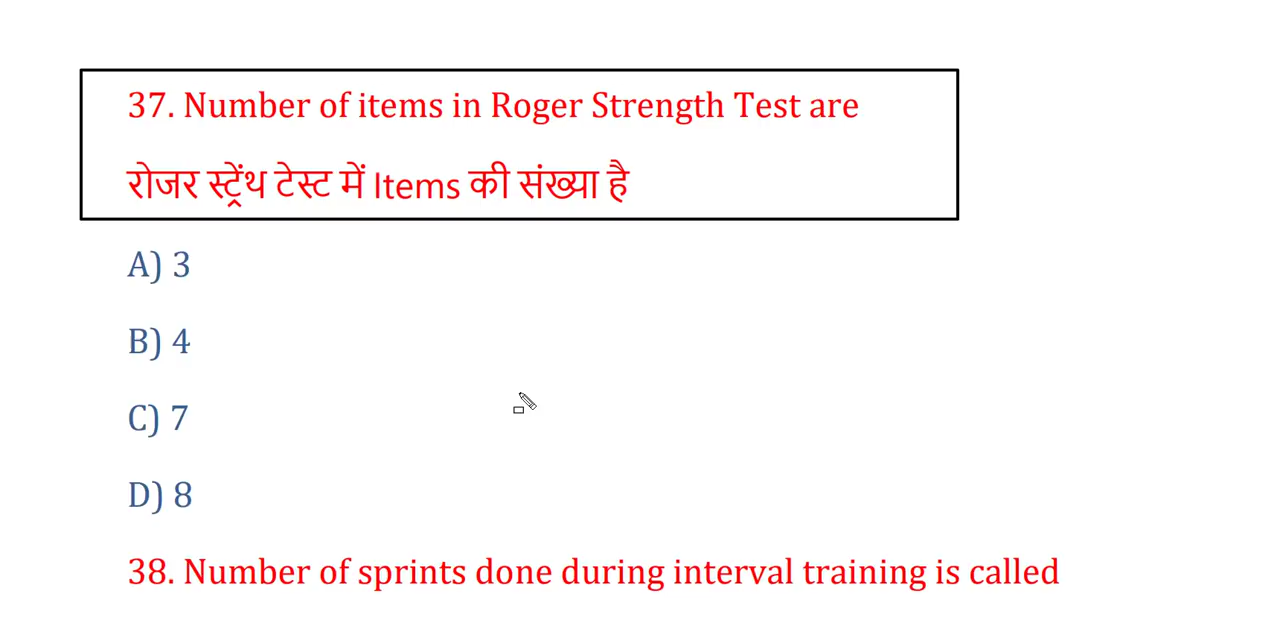 37. Number of items in Roger Strength Test are
रोजर स्ट्रेंथ टेस्ट में Items की संख्या है
A) 3
B) 4
C) 7
D) 8
38. Number of sprints done during interval training is called